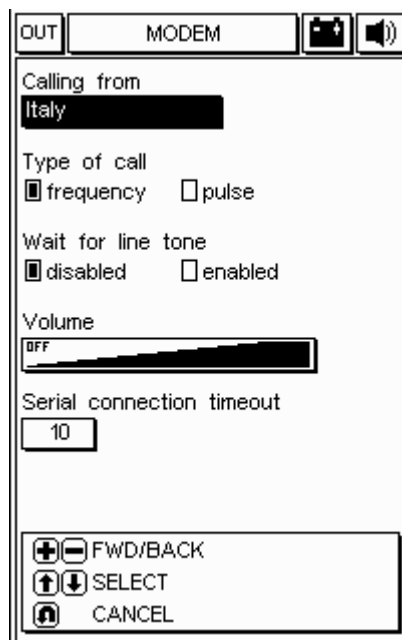 OUT MODEM
Calling from
Italy
Type of call
frequency pulse
Wait for line tone
disabled enabled
Volume
OFF
Serial connection timeout
10
FWD/BACK
SELECT
CANCEL